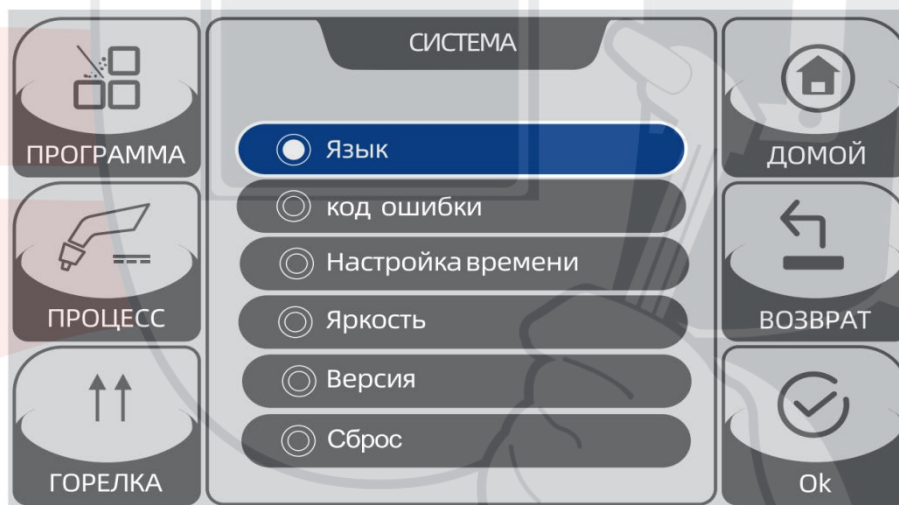 СИСТЕМА
ПРОГРАММА
ПРОЦЕСС
ГОРЕЛКА
Язык
код ошибки
Настройка времени
Яркость
Версия
Сброс
ДОМОЙ
ВОЗВРАТ
Ok